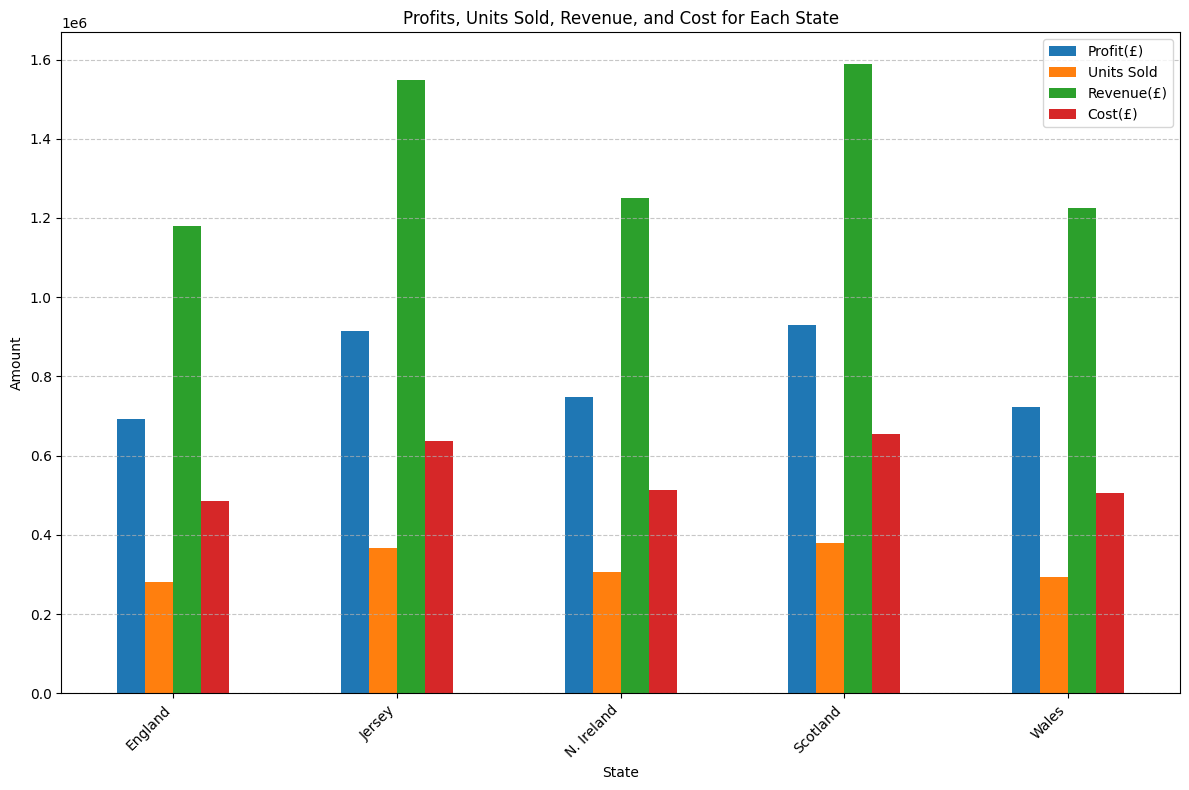 Profits, Units Sold, Revenue, and Cost for Each State
1e6
Profit(£)
Units Sold
Revenue(£)
Cost(£)
1.6
1.4
1.2
1.0
0.8
0.6
0.4
0.2
0.0
Amount
England
Jersey
N. Ireland
Scotland
Wales
State